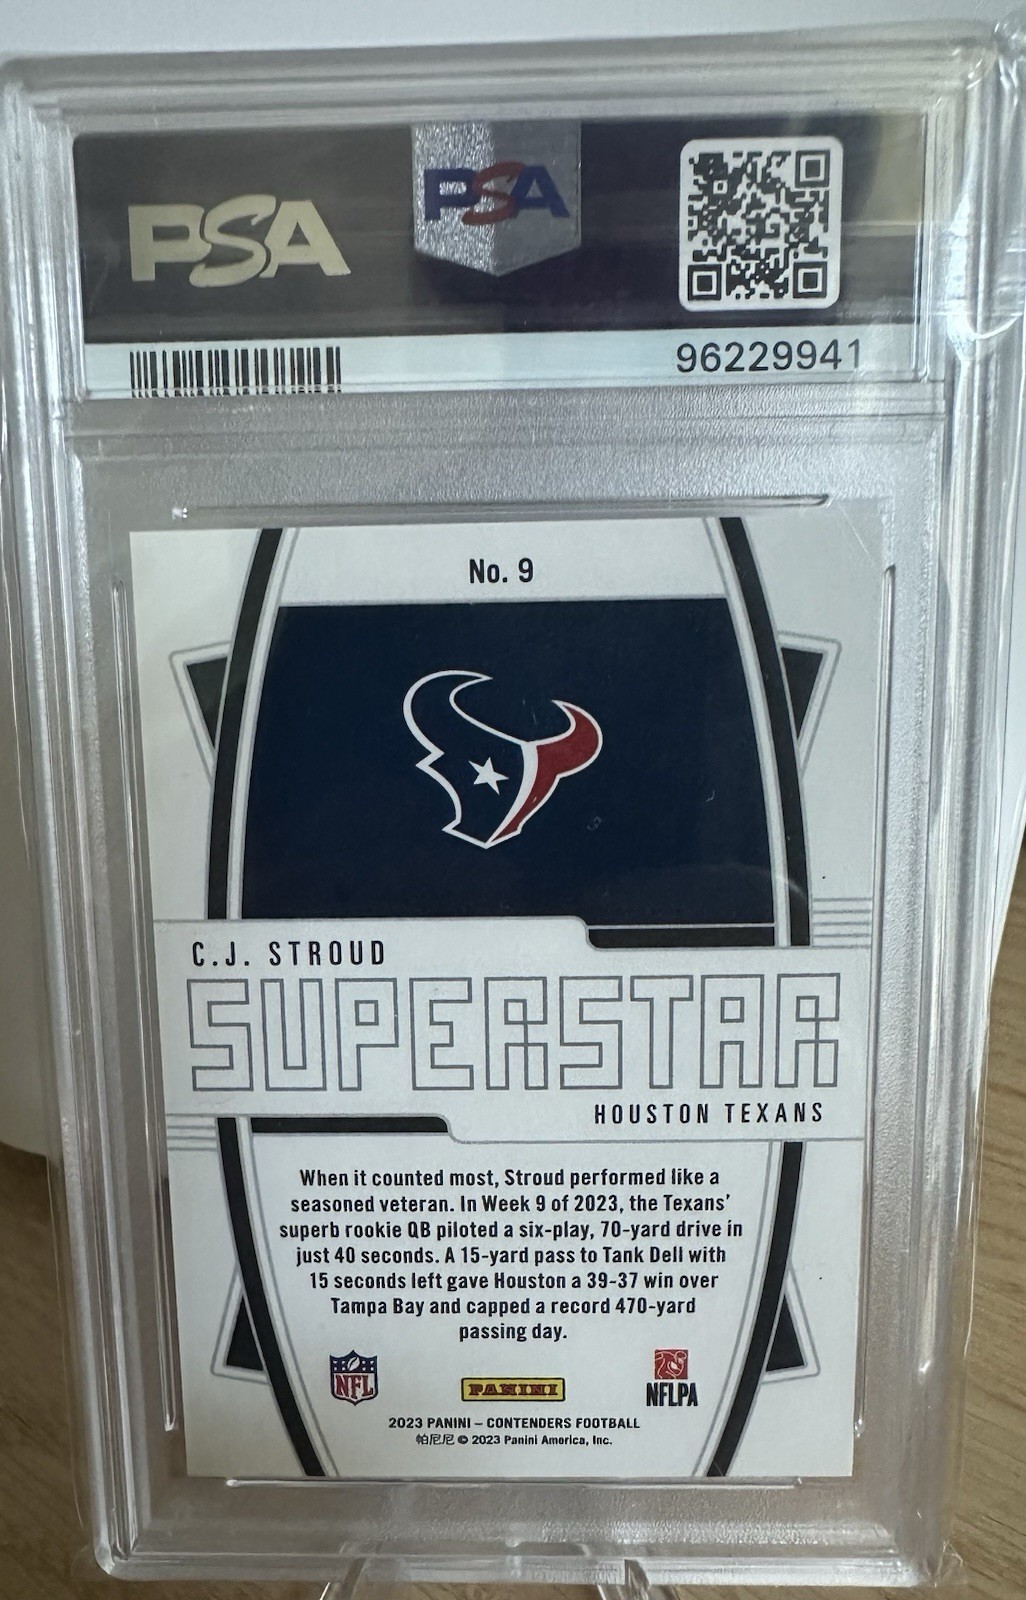 PSA
PSA
96229941
No. 9
C.J. STROUD
SUPERSTAR
HOUSTON TEXANS
When it counted most, Stroud performed like a
seasoned veteran. In Week 9 of 2023, the Texans'
superb rookie QB piloted a six-play, 70-yard drive in
just 40 seconds. A 15-yard pass to Tank Dell with
15 seconds left gave Houston a 39-37 win over
Tampa Bay and capped a record 470-yard
passing day.
NFL
PANINI
NFLPA
2023 PANINI – CONTENDERS FOOTBALL
帕尼尼 © 2023 Panini America, Inc.